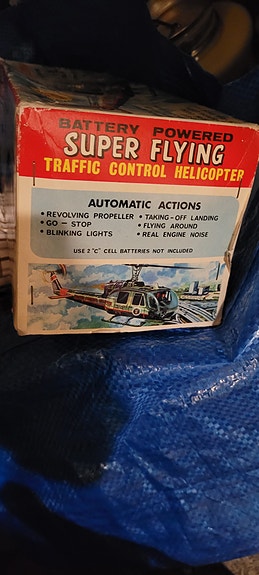 BATTERY POWERED
SUPER FLYING
TRAFFIC CONTROL HELICOPTER
AUTOMATIC ACTIONS
• REVOLVING PROPELLER • TAKING-OFF LANDING
• GO — STOP • FLYING AROUND
• BLINKING LIGHTS • REAL ENGINE NOISE
USE 2 "C" CELL BATTERIES NOT INCLUDED